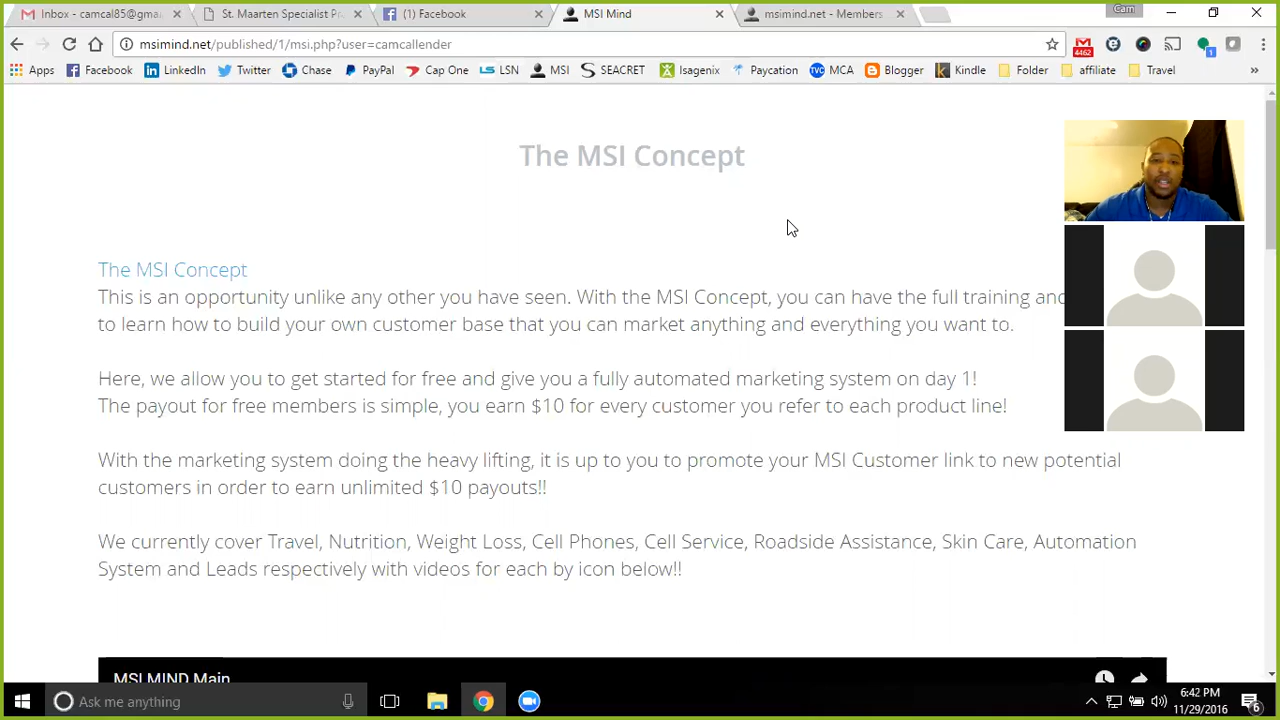 Inbox - camcal85@gma
St. Maarten Specialist Pr
(1) Facebook
MSI Mind
msimind.net - Members
Cam
msimind.net/published/1/msi.php?user=camcallender
4462
1
Apps
Facebook
LinkedIn
Twitter
Chase
PayPal
Cap One
LSN
MSI
SEACRET
Isagenix
Paycation
MCA
Blogger
Kindle
Folder
affiliate
Travel
The MSI Concept
The MSI Concept
This is an opportunity unlike any other you have seen. With the MSI Concept, you can have the full training and
to learn how to build your own customer base that you can market anything and everything you want to.
Here, we allow you to get started for free and give you a fully automated marketing system on day 1!
The payout for free members is simple, you earn $10 for every customer you refer to each product line!
With the marketing system doing the heavy lifting, it is up to you to promote your MSI Customer link to new potential
customers in order to earn unlimited $10 payouts!!
We currently cover Travel, Nutrition, Weight Loss, Cell Phones, Cell Service, Roadside Assistance, Skin Care, Automation
System and Leads respectively with videos for each by icon below!!
MSI MIND Main
Ask me anything
6:42 PM
11/29/2016
6